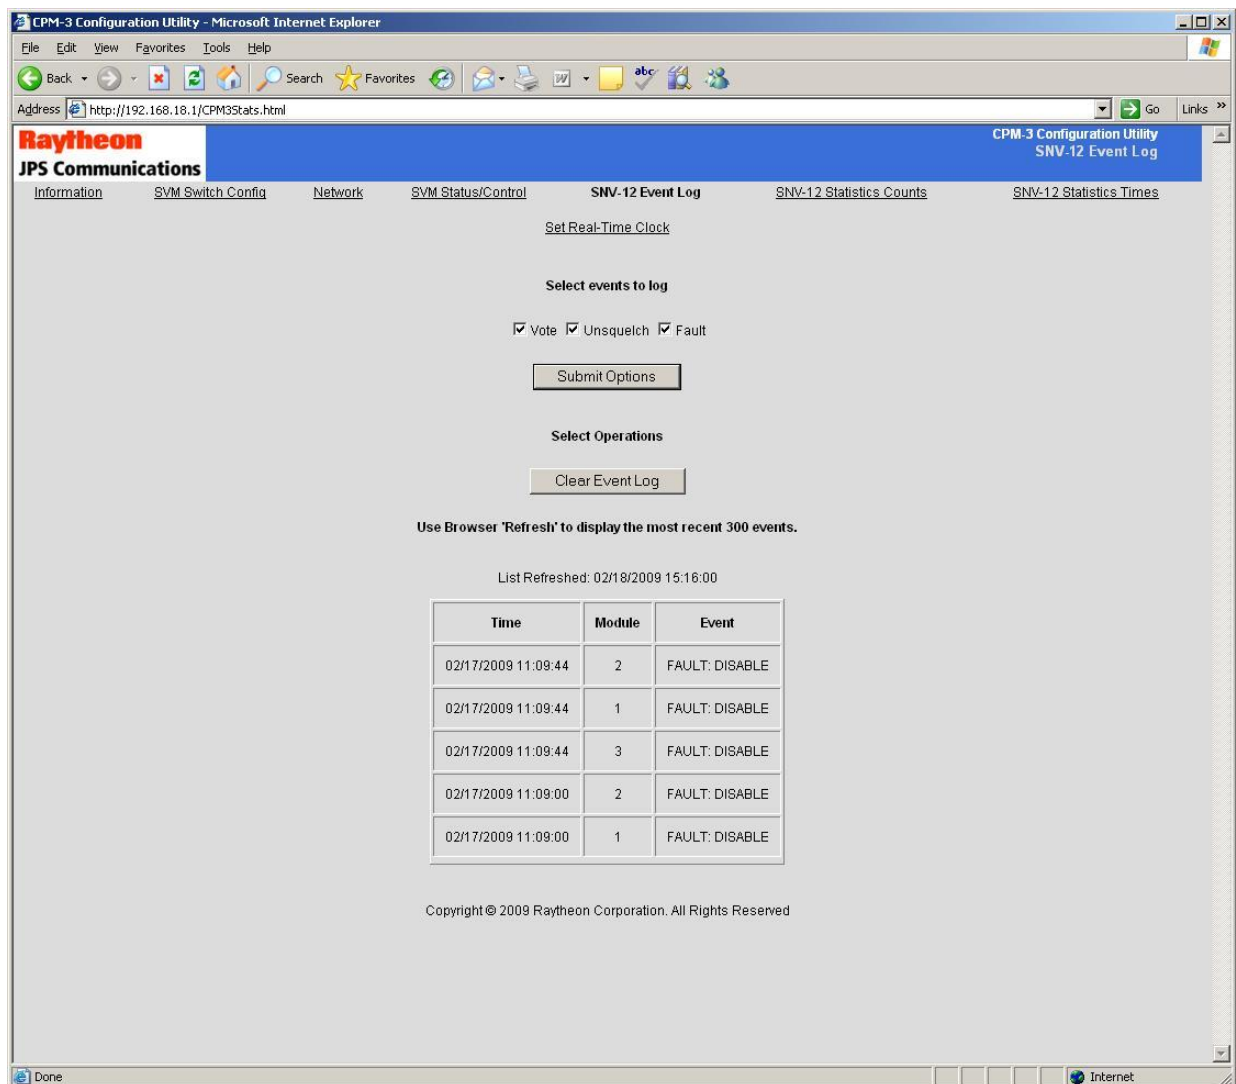 CPM-3 Configuration Utility - Microsoft Internet Explorer
File Edit View Favorites Tools Help
Back Search Favorites
Address http://192.168.18.1/CPM3Stats.html Go Links »
Raytheon
JPS Communications
CPM-3 Configuration Utility
SNV-12 Event Log
Information SVM Switch Config Network SVM Status/Control SNV-12 Event Log SNV-12 Statistics Counts SNV-12 Statistics Times
Set Real-Time Clock
Select events to log
Vote Unsquelch Fault
Submit Options
Select Operations
Clear Event Log
Use Browser 'Refresh' to display the most recent 300 events.
List Refreshed: 02/18/2009 15:16:00
Time Module Event
02/17/2009 11:09:44 2 FAULT: DISABLE
02/17/2009 11:09:44 1 FAULT: DISABLE
02/17/2009 11:09:44 3 FAULT: DISABLE
02/17/2009 11:09:00 2 FAULT: DISABLE
02/17/2009 11:09:00 1 FAULT: DISABLE
Copyright © 2009 Raytheon Corporation. All Rights Reserved
Done Internet